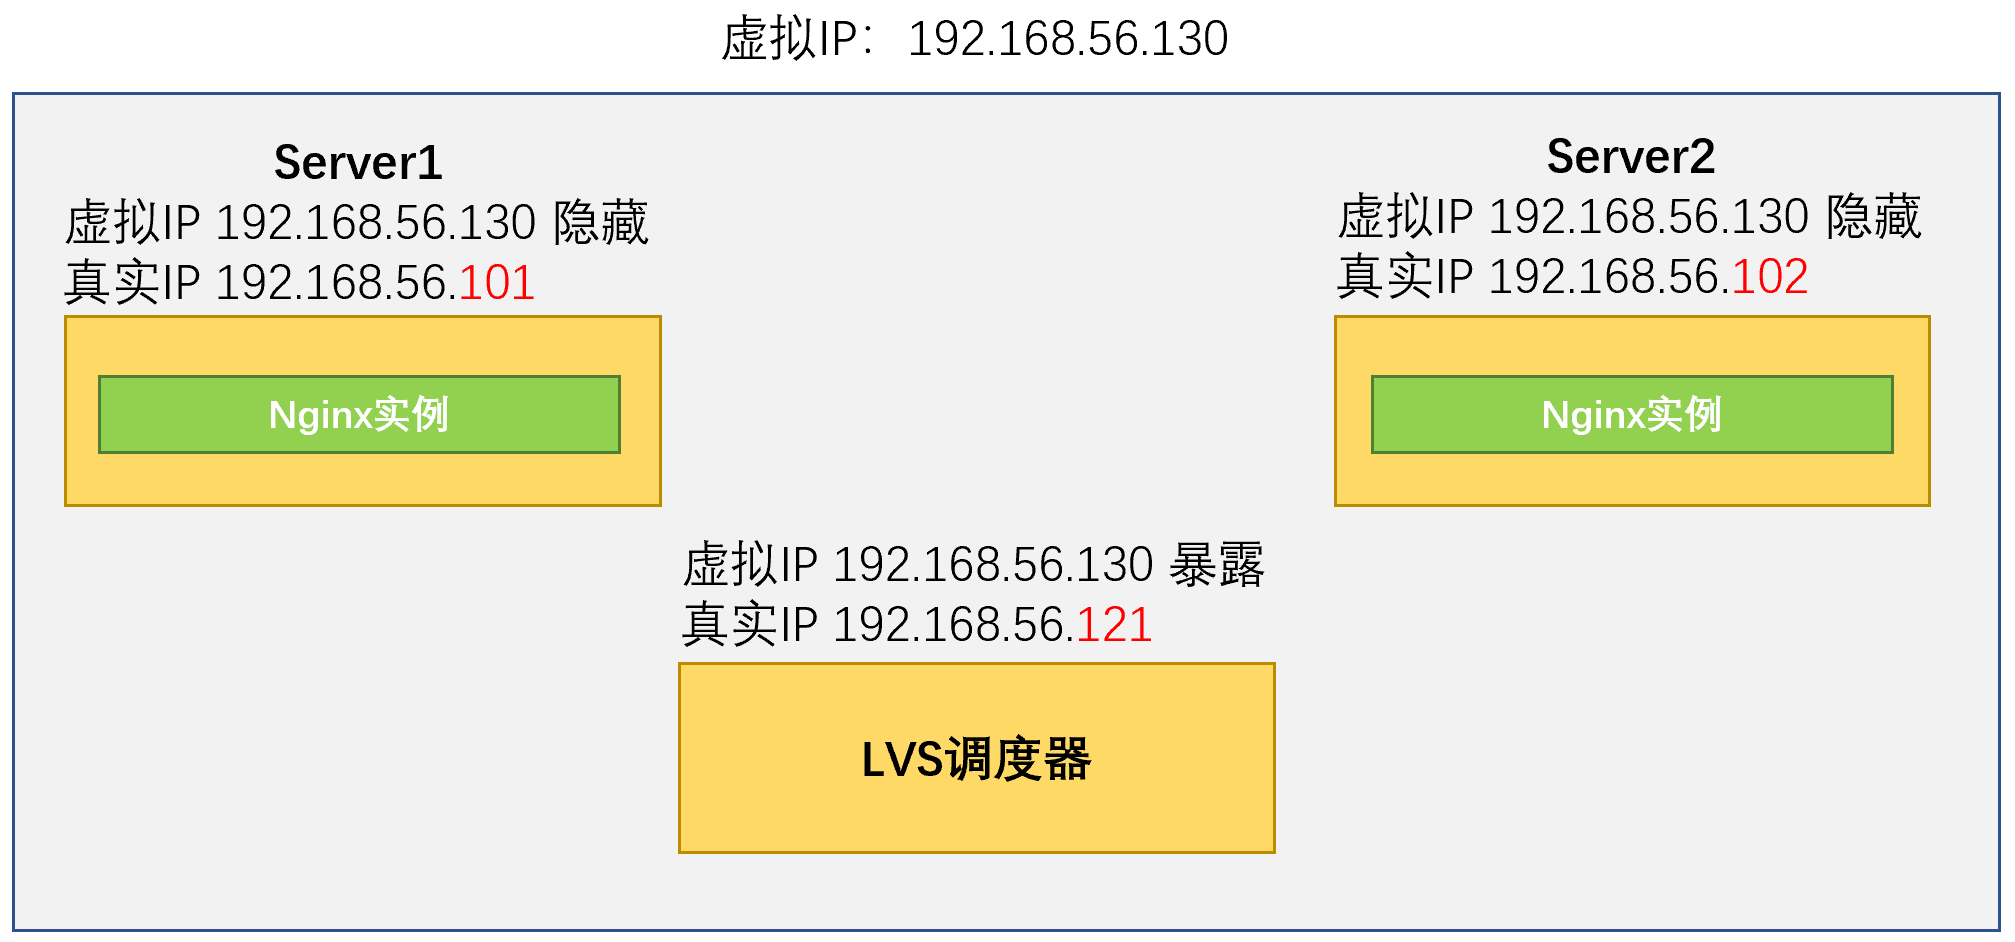 虚拟IP：192.168.56.130
Server1
虚拟IP 192.168.56.130 隐藏
真实IP 192.168.56.101
Nginx实例
Server2
虚拟IP 192.168.56.130 隐藏
真实IP 192.168.56.102
Nginx实例
虚拟IP 192.168.56.130 暴露
真实IP 192.168.56.121
LVS调度器